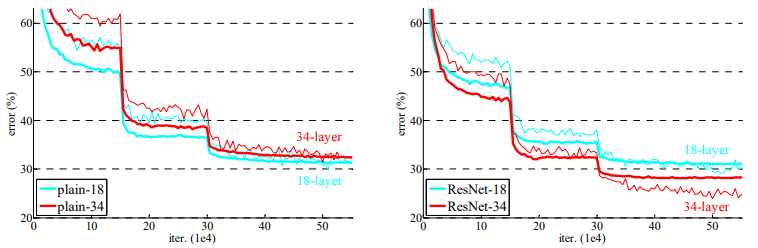 60
50
40
30
20
error (%)
0
10
20
30
40
50
iter. (1e4)
34-layer
18-layer
plain-18
plain-34
60
50
40
30
20
error (%)
0
10
20
30
40
50
iter. (1e4)
18-layer
34-layer
ResNet-18
ResNet-34